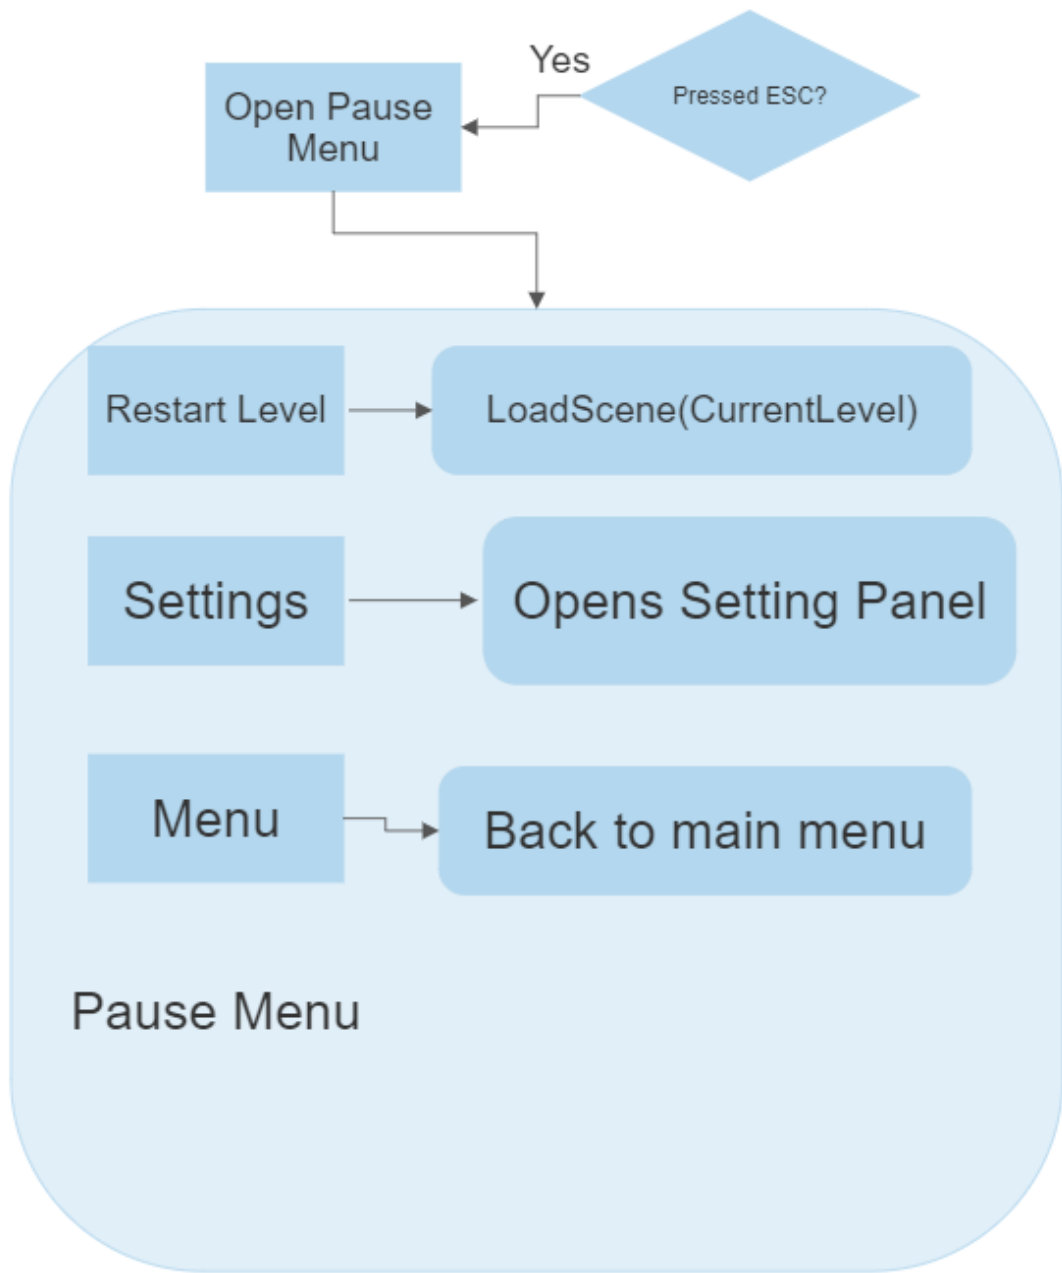 Yes
Pressed ESC?
Open Pause
Menu
Restart Level
LoadScene(CurrentLevel)
Settings
Opens Setting Panel
Menu
Back to main menu
Pause Menu